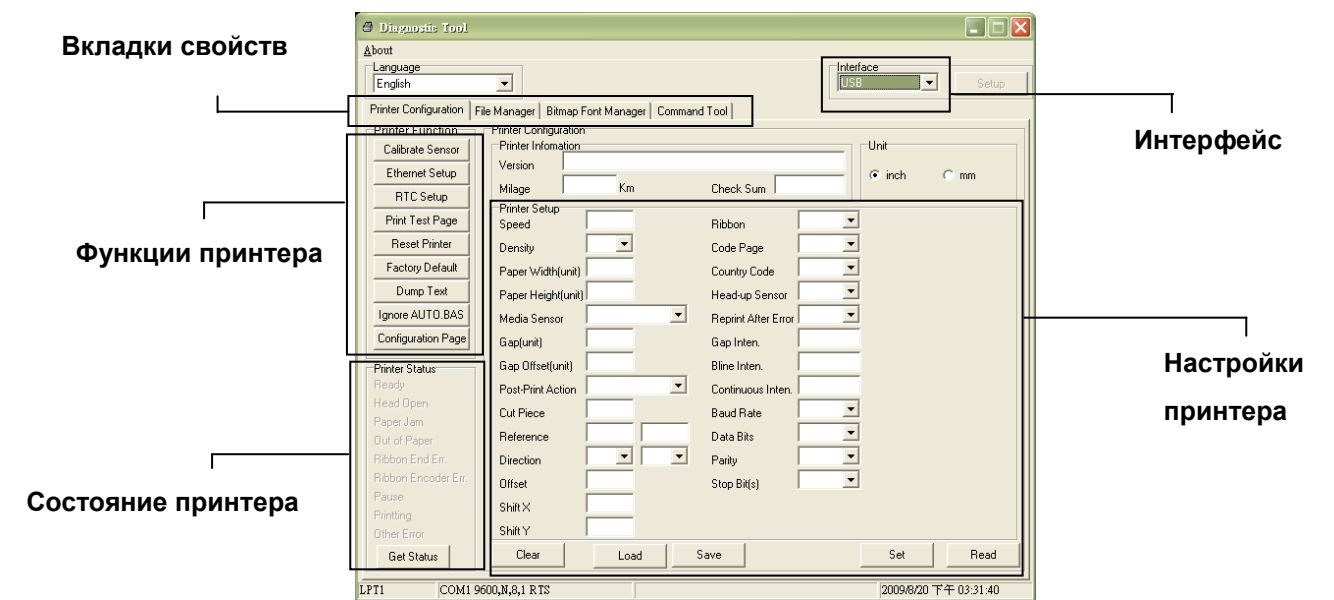 Вкладки свойств
Diagnostic Tool
About
Language
English
Interface
USB
Setup
Printer Configuration File Manager Bitmap Font Manager Command Tool
Интерфейс
Printer Function
Calibrate Sensor
Ethernet Setup
RTC Setup
Print Test Page
Reset Printer
Factory Default
Dump Text
Ignore AUTO.BAS
Configuration Page
Функции принтера
Printer Configuration
Printer Infomation
Version
Milage Km Check Sum
Unit
inch mm
Printer Setup
Speed Ribbon
Density Code Page
Paper Width(unit) Country Code
Paper Height(unit) Head-up Sensor
Media Sensor Reprint After Error
Gap(unit) Gap Inten.
Gap Offset(unit) Bline Inten.
Post-Print Action Continuous Inten.
Cut Piece Baud Rate
Reference Data Bits
Direction Parity
Offset Stop Bit(s)
Shift X
Shift Y
Clear Load Save Set Read
Настройки
принтера
Printer Status
Ready
Head Open
Paper Jam
Out of Paper
Ribbon End Err.
Ribbon Encoder Err.
Pause
Printting
Other Error
Get Status
Состояние принтера
LPT1 COM1 9600,N,8,1 RTS 2009/8/20 下午 03:31:40